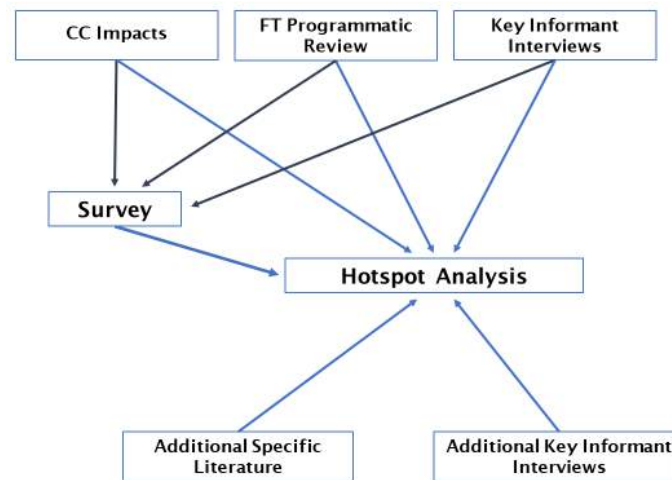 CC Impacts
FT Programmatic
Review
Key Informant
Interviews
Survey
Hotspot Analysis
Additional Specific
Literature
Additional Key Informant
Interviews